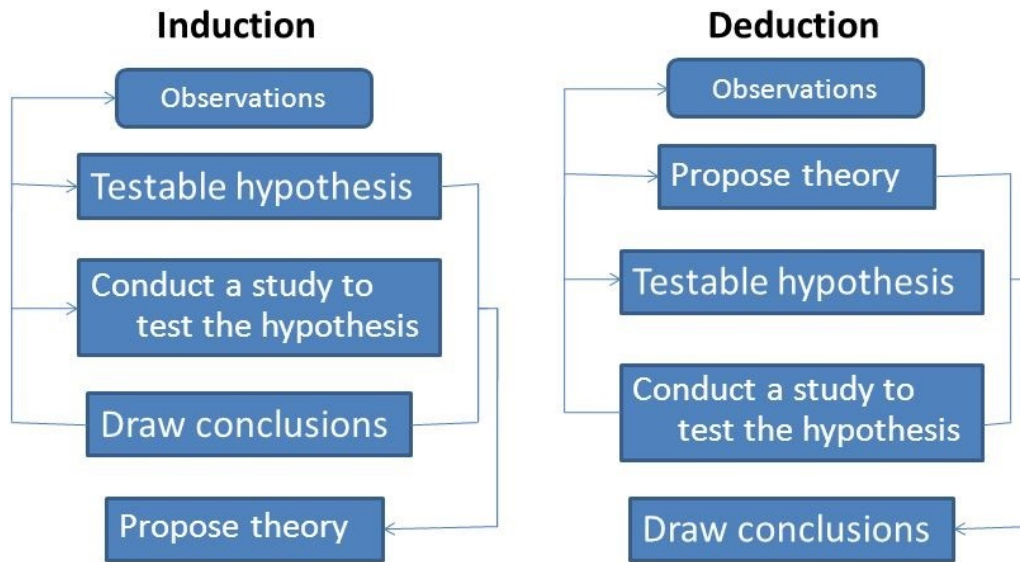 Induction
Observations
Testable hypothesis
Conduct a study to
test the hypothesis
Draw conclusions
Propose theory
Deduction
Observations
Propose theory
Testable hypothesis
Conduct a study to
test the hypothesis
Draw conclusions